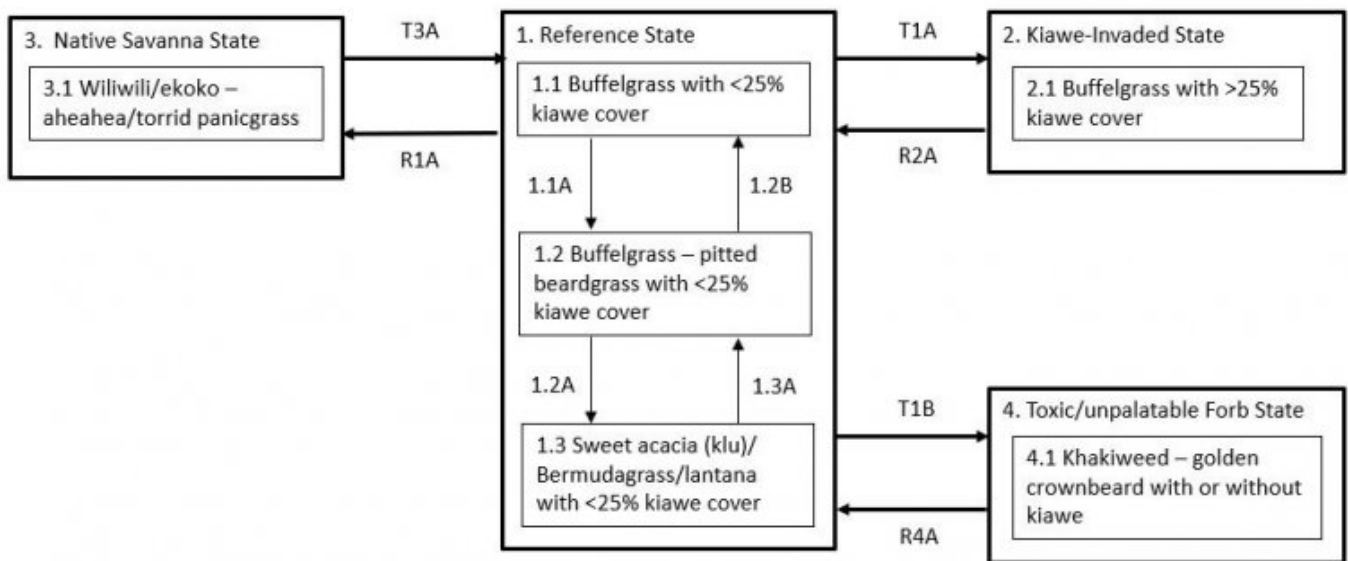 3. Native Savanna State
3.1 Wiliwili/ekoko –
aheahea/torrid panicgrass
T3A
R1A
1. Reference State
1.1 Buffelgrass with <25%
kiawe cover
1.1A
1.2B
1.2 Buffelgrass – pitted
beardgrass with <25%
kiawe cover
1.2A
1.3A
1.3 Sweet acacia (klu)/
Bermudagrass/lantana
with <25% kiawe cover
T1A
R2A
2. Kiawe-Invaded State
2.1 Buffelgrass with >25%
kiawe cover
T1B
R4A
4. Toxic/unpalatable Forb State
4.1 Khakiweed – golden
crownbeard with or without
kiawe